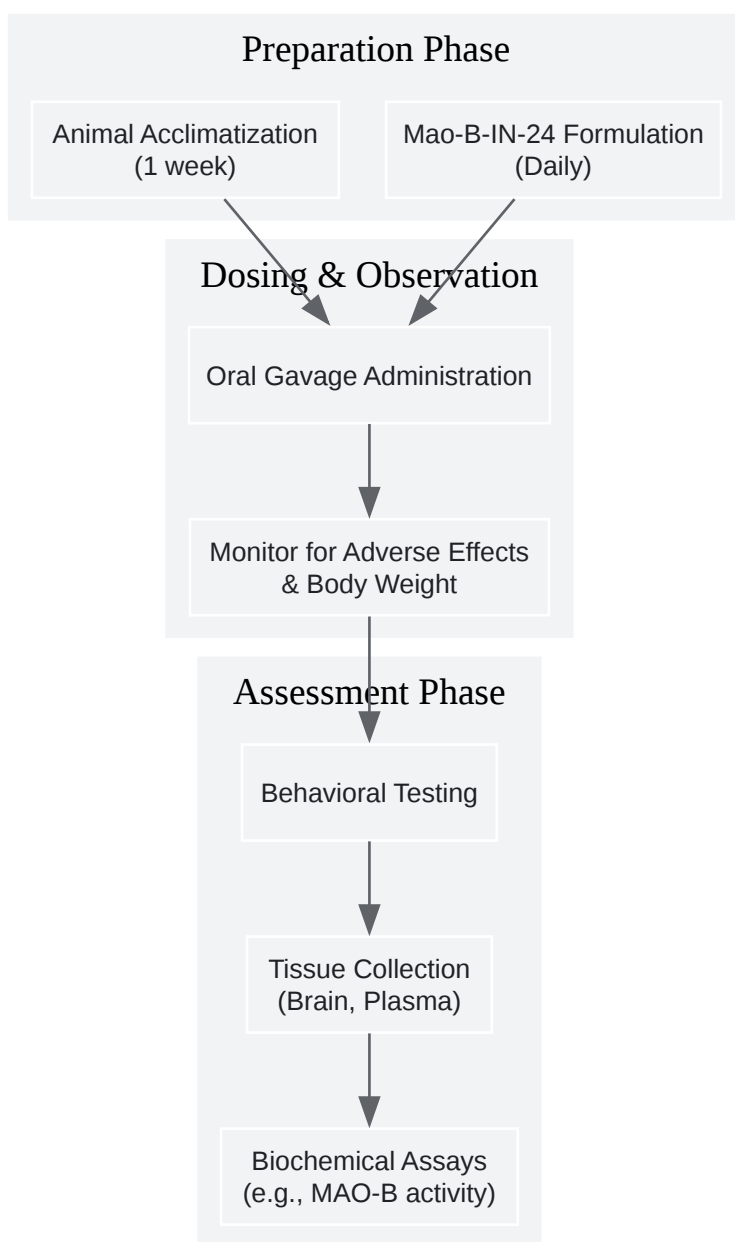 Preparation Phase
Animal Acclimatization
(1 week)
Mao-B-IN-24 Formulation
(Daily)
Dosing & Observation
Oral Gavage Administration
Monitor for Adverse Effects
& Body Weight
Assessment Phase
Behavioral Testing
Tissue Collection
(Brain, Plasma)
Biochemical Assays
(e.g., MAO-B activity)